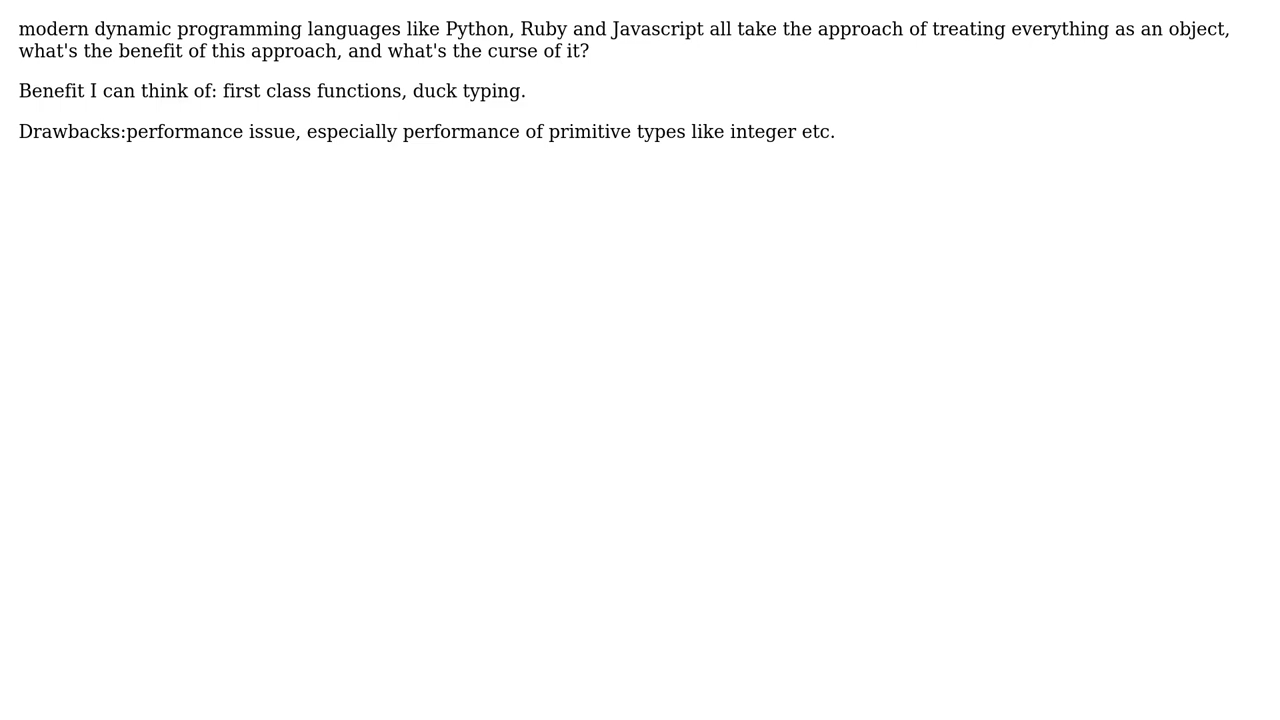 modern dynamic programming languages like Python, Ruby and Javascript all take the approach of treating everything as an object,
what's the benefit of this approach, and what's the curse of it?
Benefit I can think of: first class functions, duck typing.
Drawbacks:performance issue, especially performance of primitive types like integer etc.